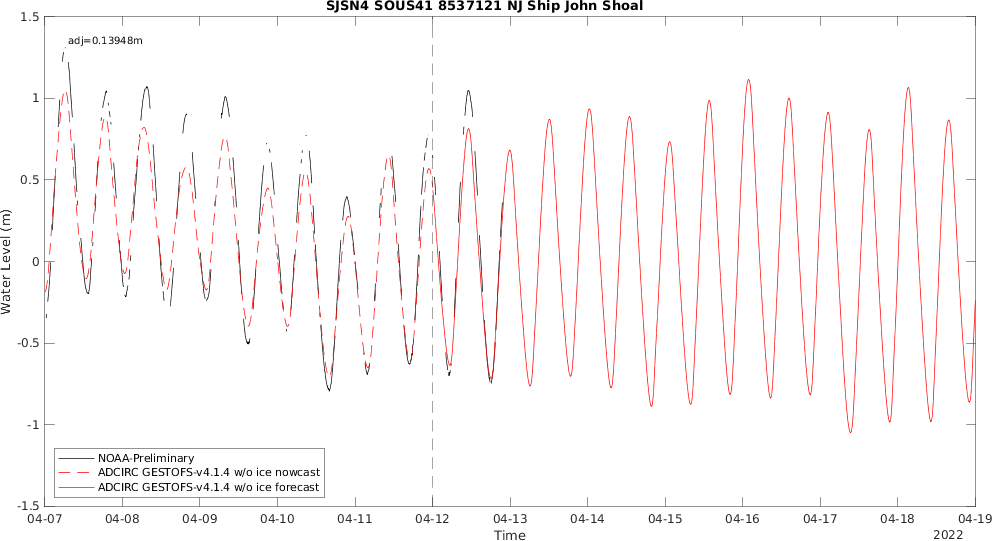 SJSN4 SOUS41 8537121 NJ Ship John Shoal
adj=0.13948m
1.5
1
0.5
0
-0.5
-1
-1.5
Water Level (m)
NOAA-Preliminary
ADCIRC GESTOFS-v4.1.4 w/o ice nowcast
ADCIRC GESTOFS-v4.1.4 w/o ice forecast
04-07 04-08 04-09 04-10 04-11 04-12 04-13 04-14 04-15 04-16 04-17 04-18 04-19
Time
2022